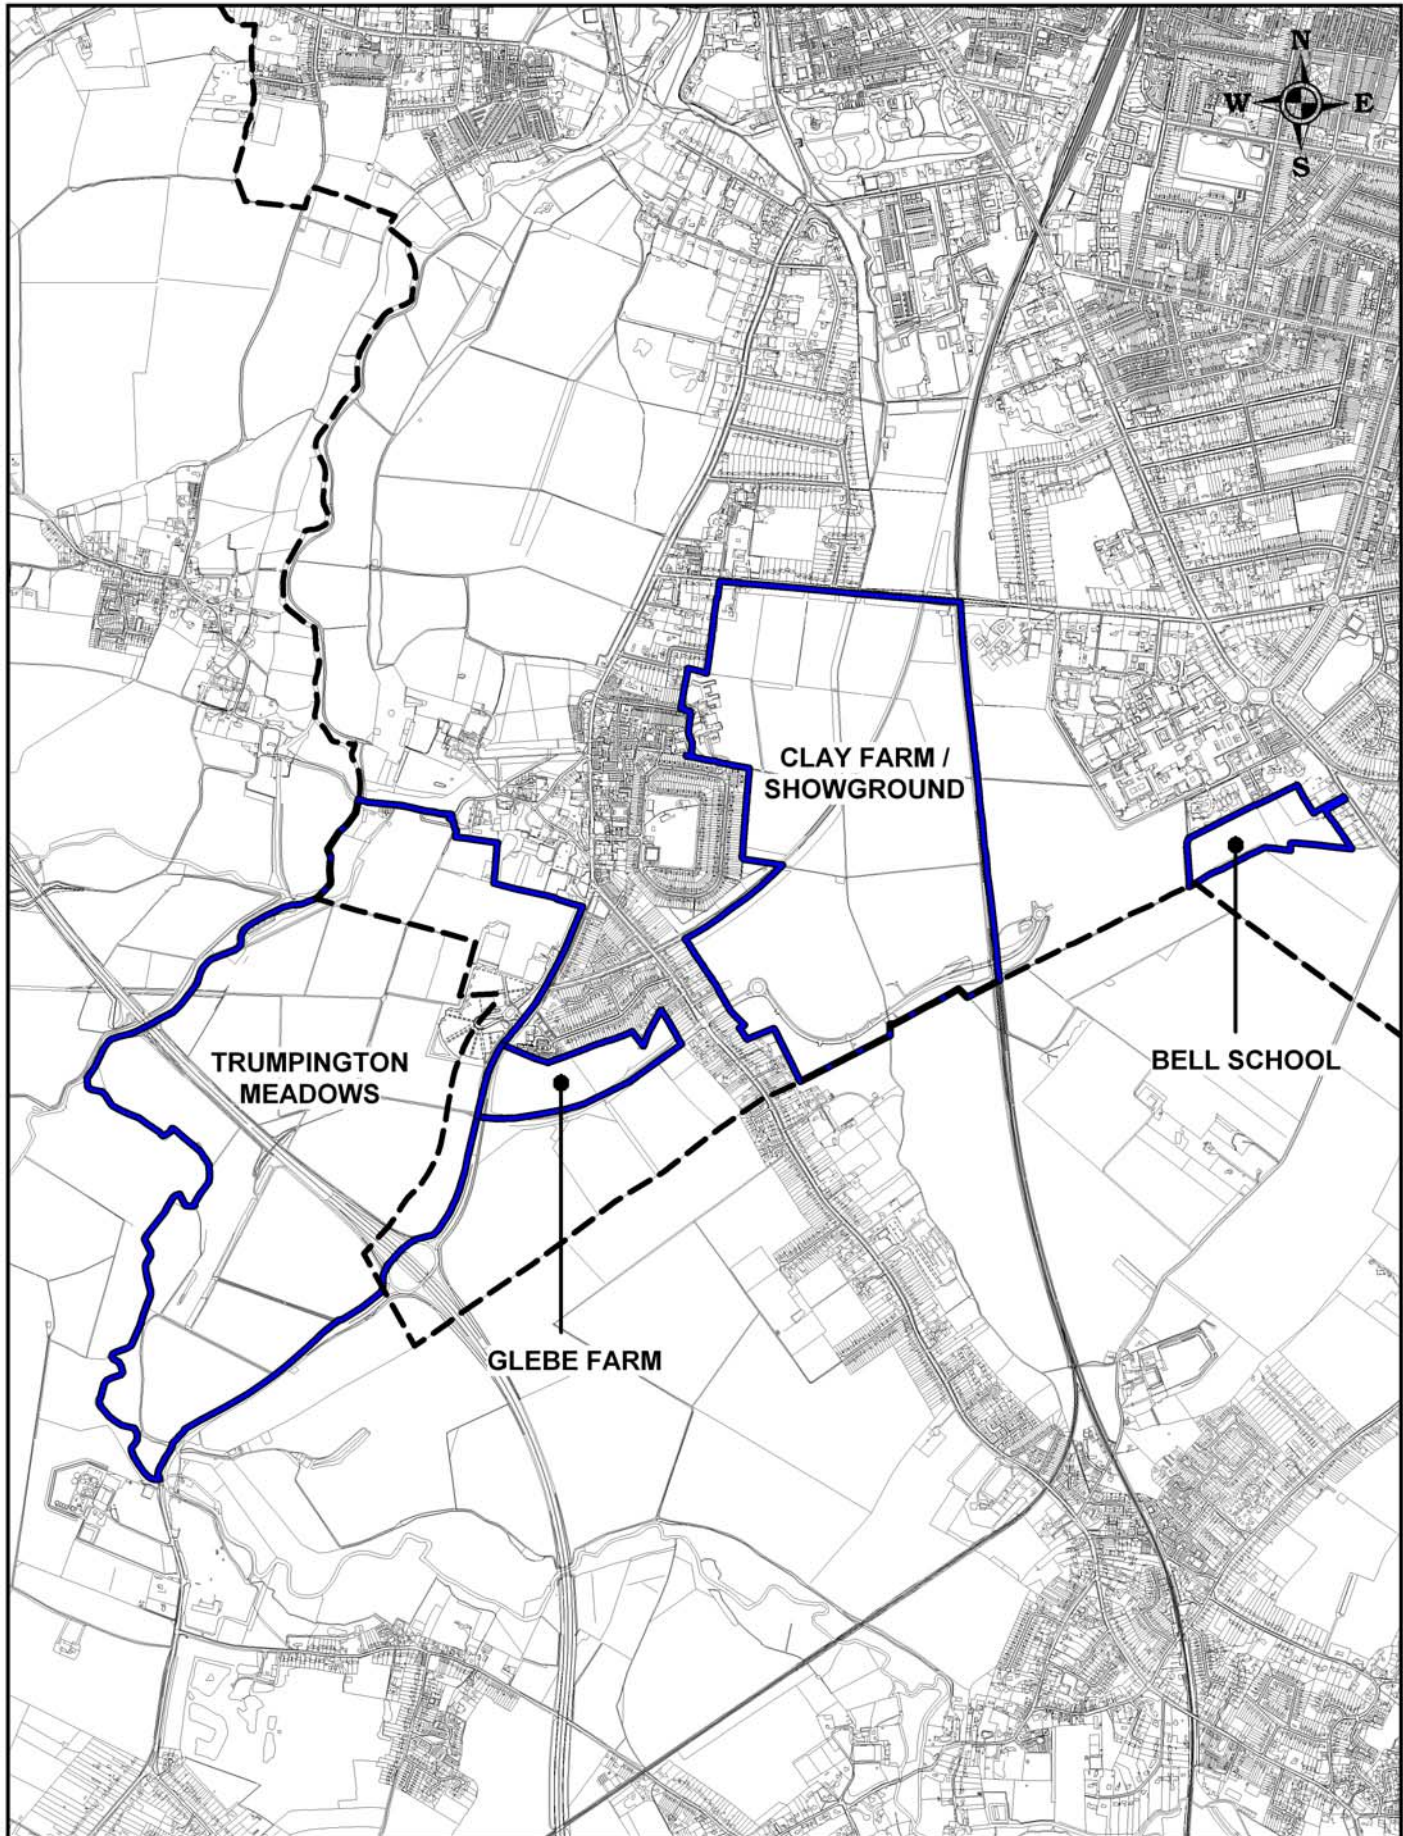 N
W E
S
CLAY FARM /
SHOWGROUND
TRUMPINGTON
MEADOWS
BELL SCHOOL
GLEBE FARM